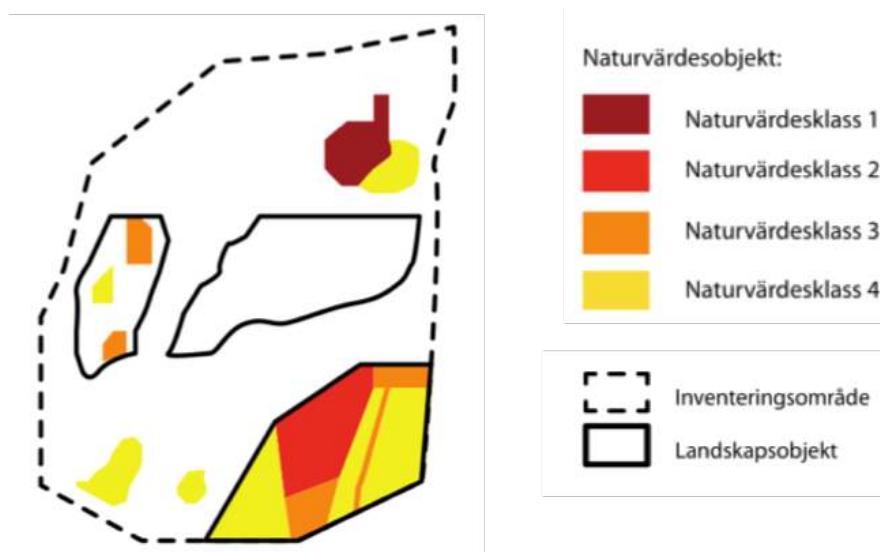 Naturvärdesobjekt:
Naturvärdesklass 1
Naturvärdesklass 2
Naturvärdesklass 3
Naturvärdesklass 4
Inventeringsområde
Landskapsobjekt